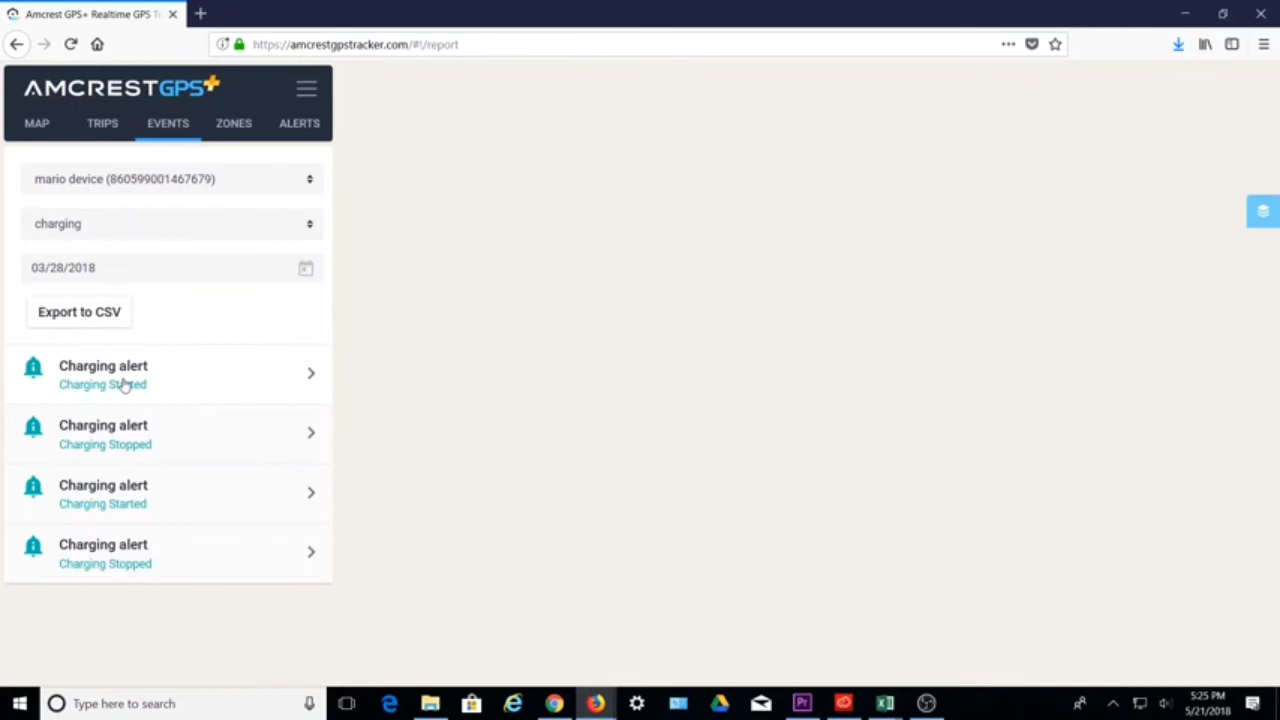 Amcrest GPS+ Realtime GPS T
https://amcrestgpstracker.com/#!/report
AMCRESTGPS+
MAP TRIPS EVENTS ZONES ALERTS
mario device (860599001467679)
charging
03/28/2018
Export to CSV
Charging alert
Charging Started
Charging alert
Charging Stopped
Charging alert
Charging Started
Charging alert
Charging Stopped
Type here to search
5:25 PM
5/21/2018